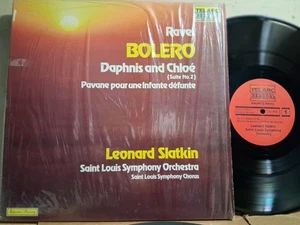 TELARC
Ravel
BOLERO
Daphnis and Chloé
(Suite No.2)
Pavane pour une Infante défunte
Leonard Slatkin
Saint Louis Symphony Orchestra
Saint Louis Symphony Chorus
TELARC